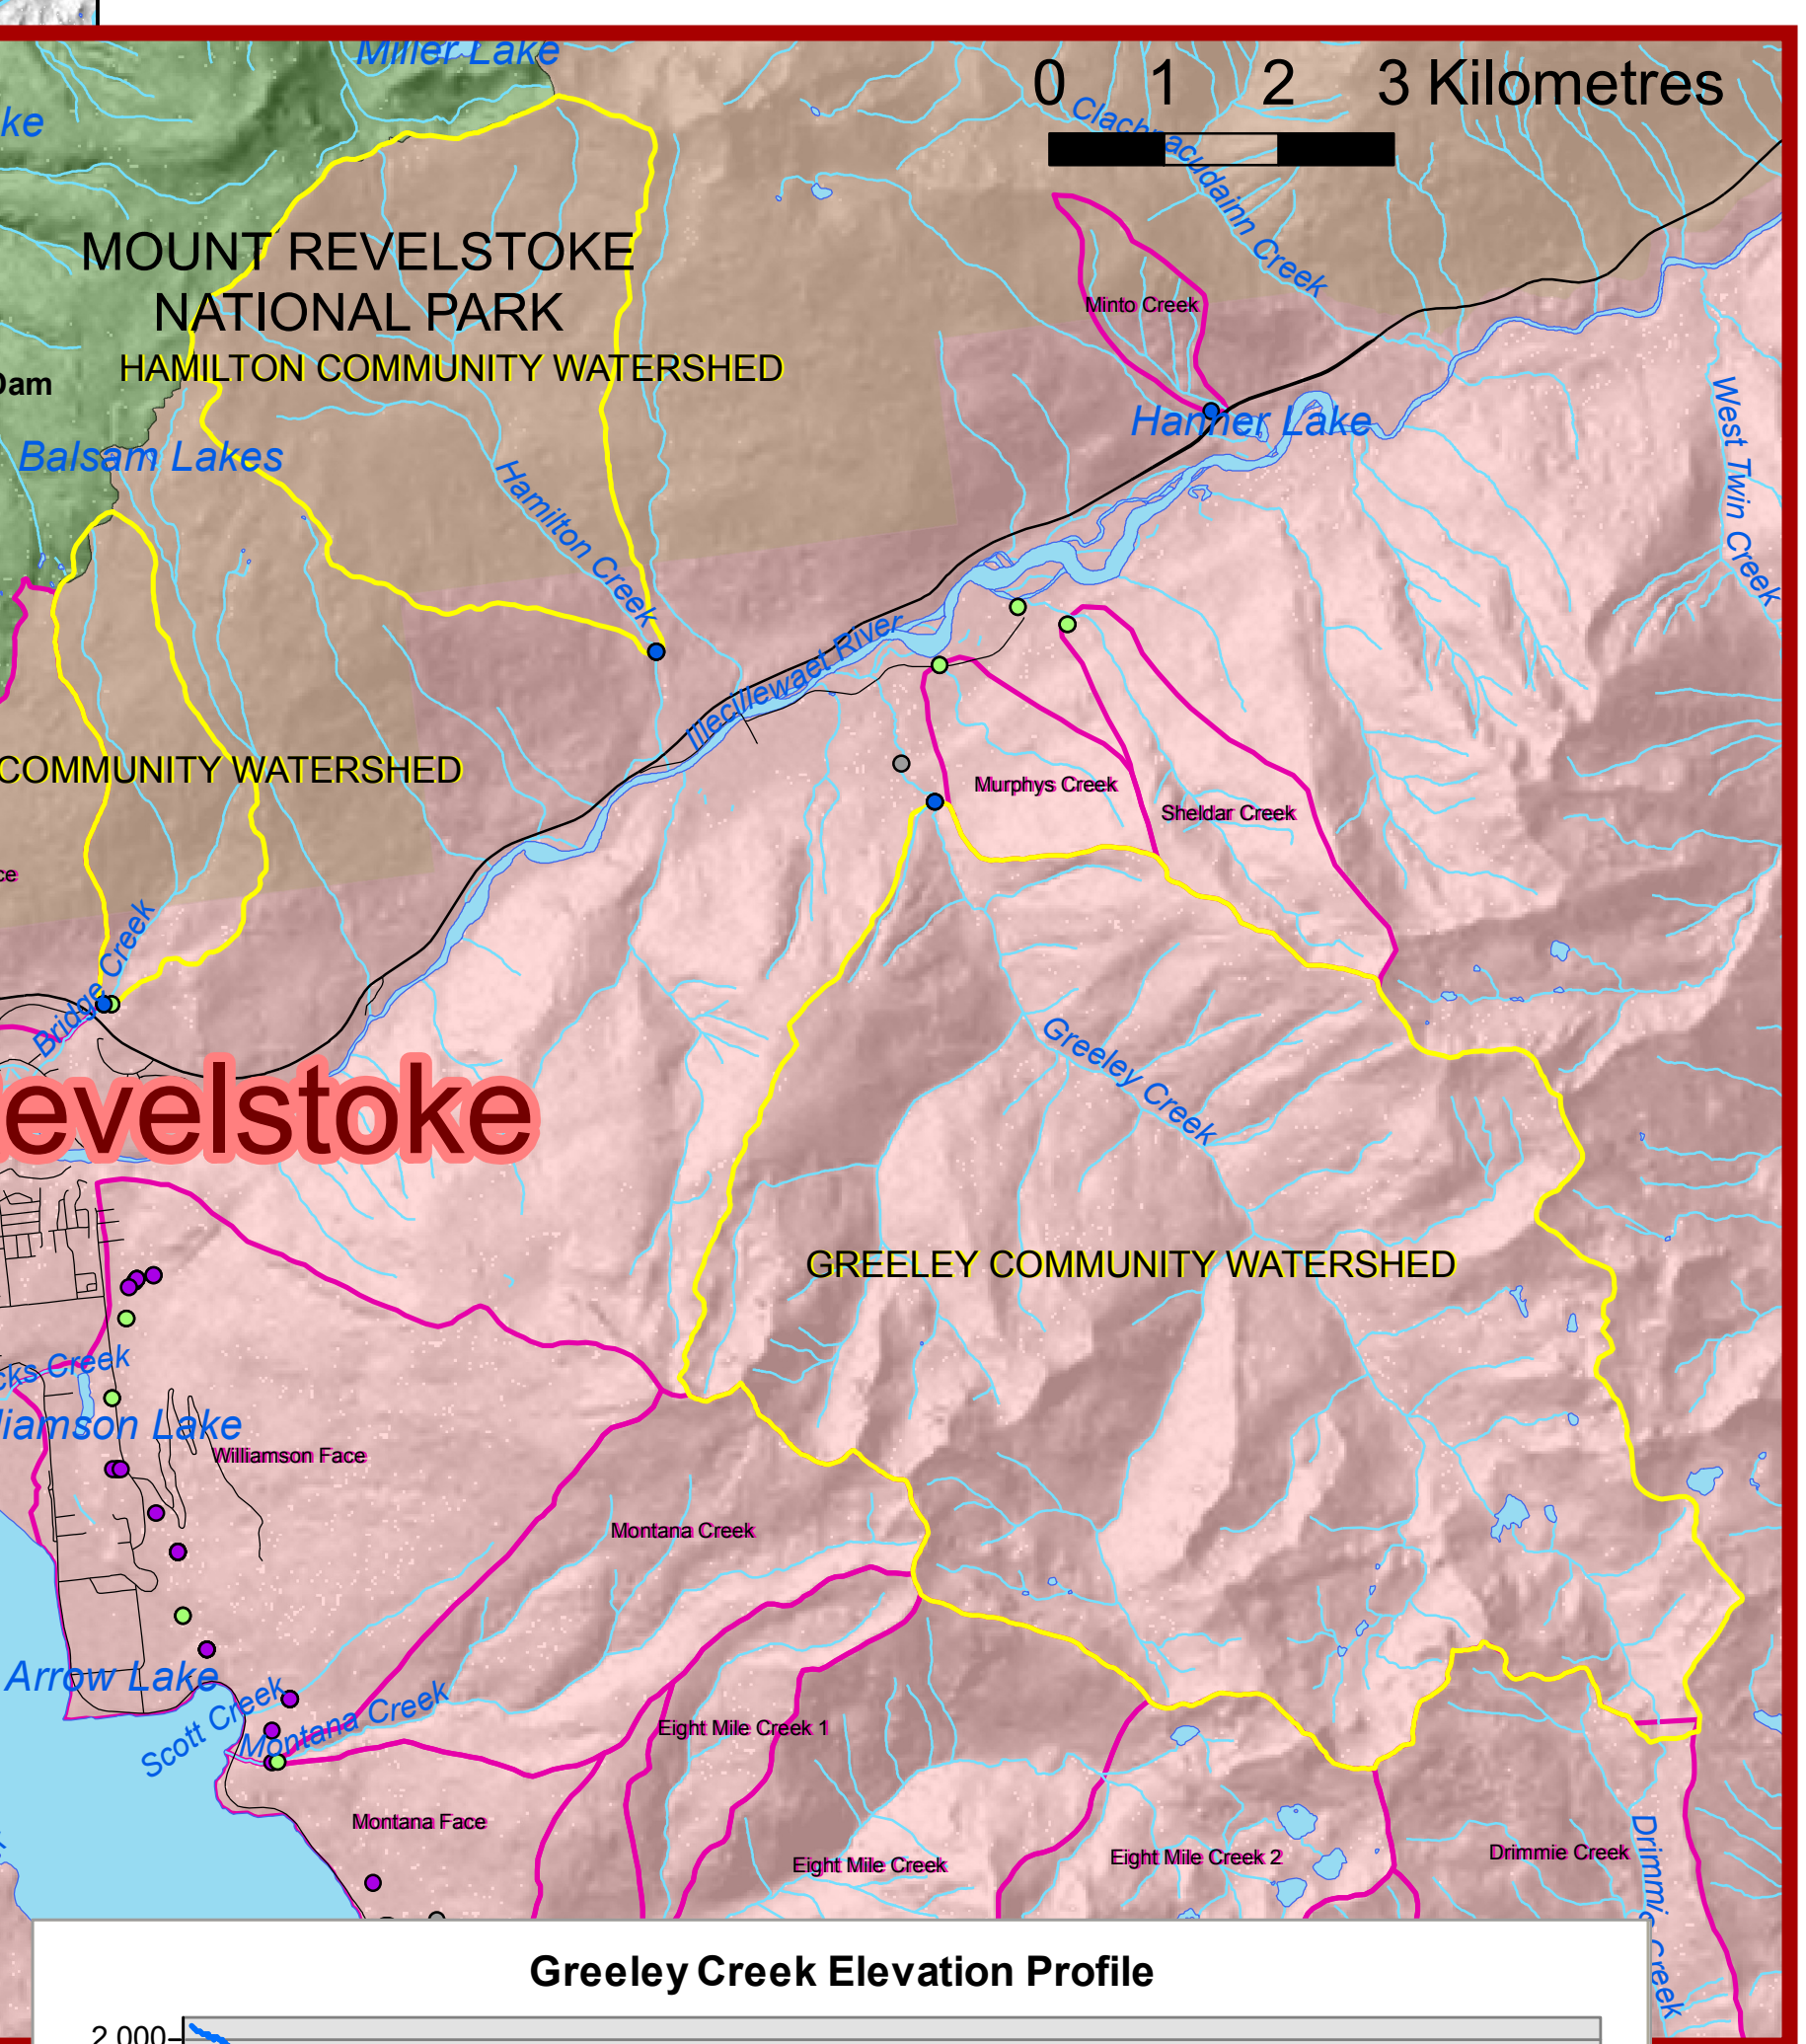 Miller Lake
0 1 2 3 Kilometres
ke
Clachnacudainn Creek
MOUNT REVELSTOKE
NATIONAL PARK
Minto Creek
HAMILTON COMMUNITY WATERSHED
Dam
Hanner Lake
West Twin Creek
Balsam Lakes
Hamilton Creek
Illecillewaet River
COMMUNITY WATERSHED
Murphys Creek
Sheldar Creek
ce
Bridge Creek
Greeley Creek
evelstoke
GREELEY COMMUNITY WATERSHED
cks Creek
liamson Lake
Williamson Face
Montana Creek
Arrow Lake
Scott Creek
Montana Creek
Eight Mile Creek 1
Montana Face
Eight Mile Creek
Eight Mile Creek 2
Drimmie Creek
Drimmie Creek
Greeley Creek Elevation Profile
2,000